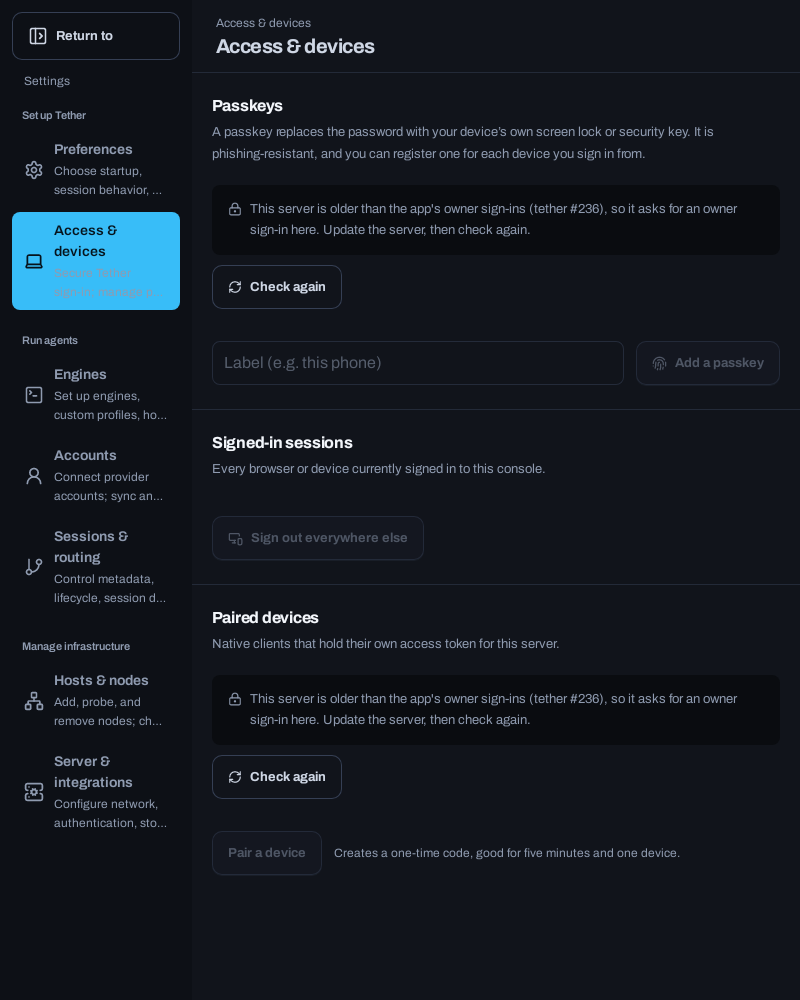 Return to
Settings
Set up Tether
Preferences
Choose startup,
session behavior, ...
Access &
devices
Run agents
Engines
Set up engines,
custom profiles, ho...
Accounts
Connect provider
accounts; sync an...
Sessions &
routing
Control metadata,
lifecycle, session d...
Manage infrastructure
Hosts & nodes
Add, probe, and
remove nodes; ch...
Server &
integrations
Configure network,
authentication, sto...
Access & devices
Access & devices
Passkeys
A passkey replaces the password with your device's own screen lock or security key. It is
phishing-resistant, and you can register one for each device you sign in from.
This server is older than the app's owner sign-ins (tether #236), so it asks for an owner
sign-in here. Update the server, then check again.
Check again
Label (e.g. this phone)
Add a passkey
Signed-in sessions
Every browser or device currently signed in to this console.
Sign out everywhere else
Paired devices
Native clients that hold their own access token for this server.
This server is older than the app's owner sign-ins (tether #236), so it asks for an owner
sign-in here. Update the server, then check again.
Check again
Pair a device
Creates a one-time code, good for five minutes and one device.